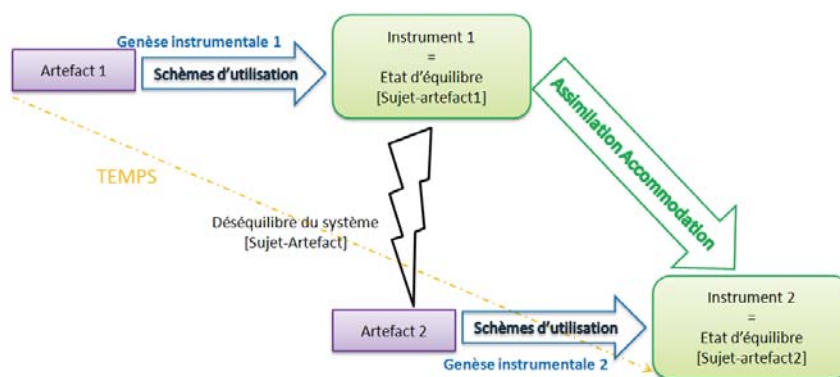 Genèse instrumentale 1
Artefact 1
Schèmes d'utilisation
Instrument 1
=
Etat d'équilibre
[Sujet-artefact1]
Assimilation Accommodation
TEMPS
Déséquilibre du système
[Sujet-Artefact]
Artefact 2
Schèmes d'utilisation
Genèse instrumentale 2
Instrument 2
=
Etat d'équilibre
[Sujet-artefact2]